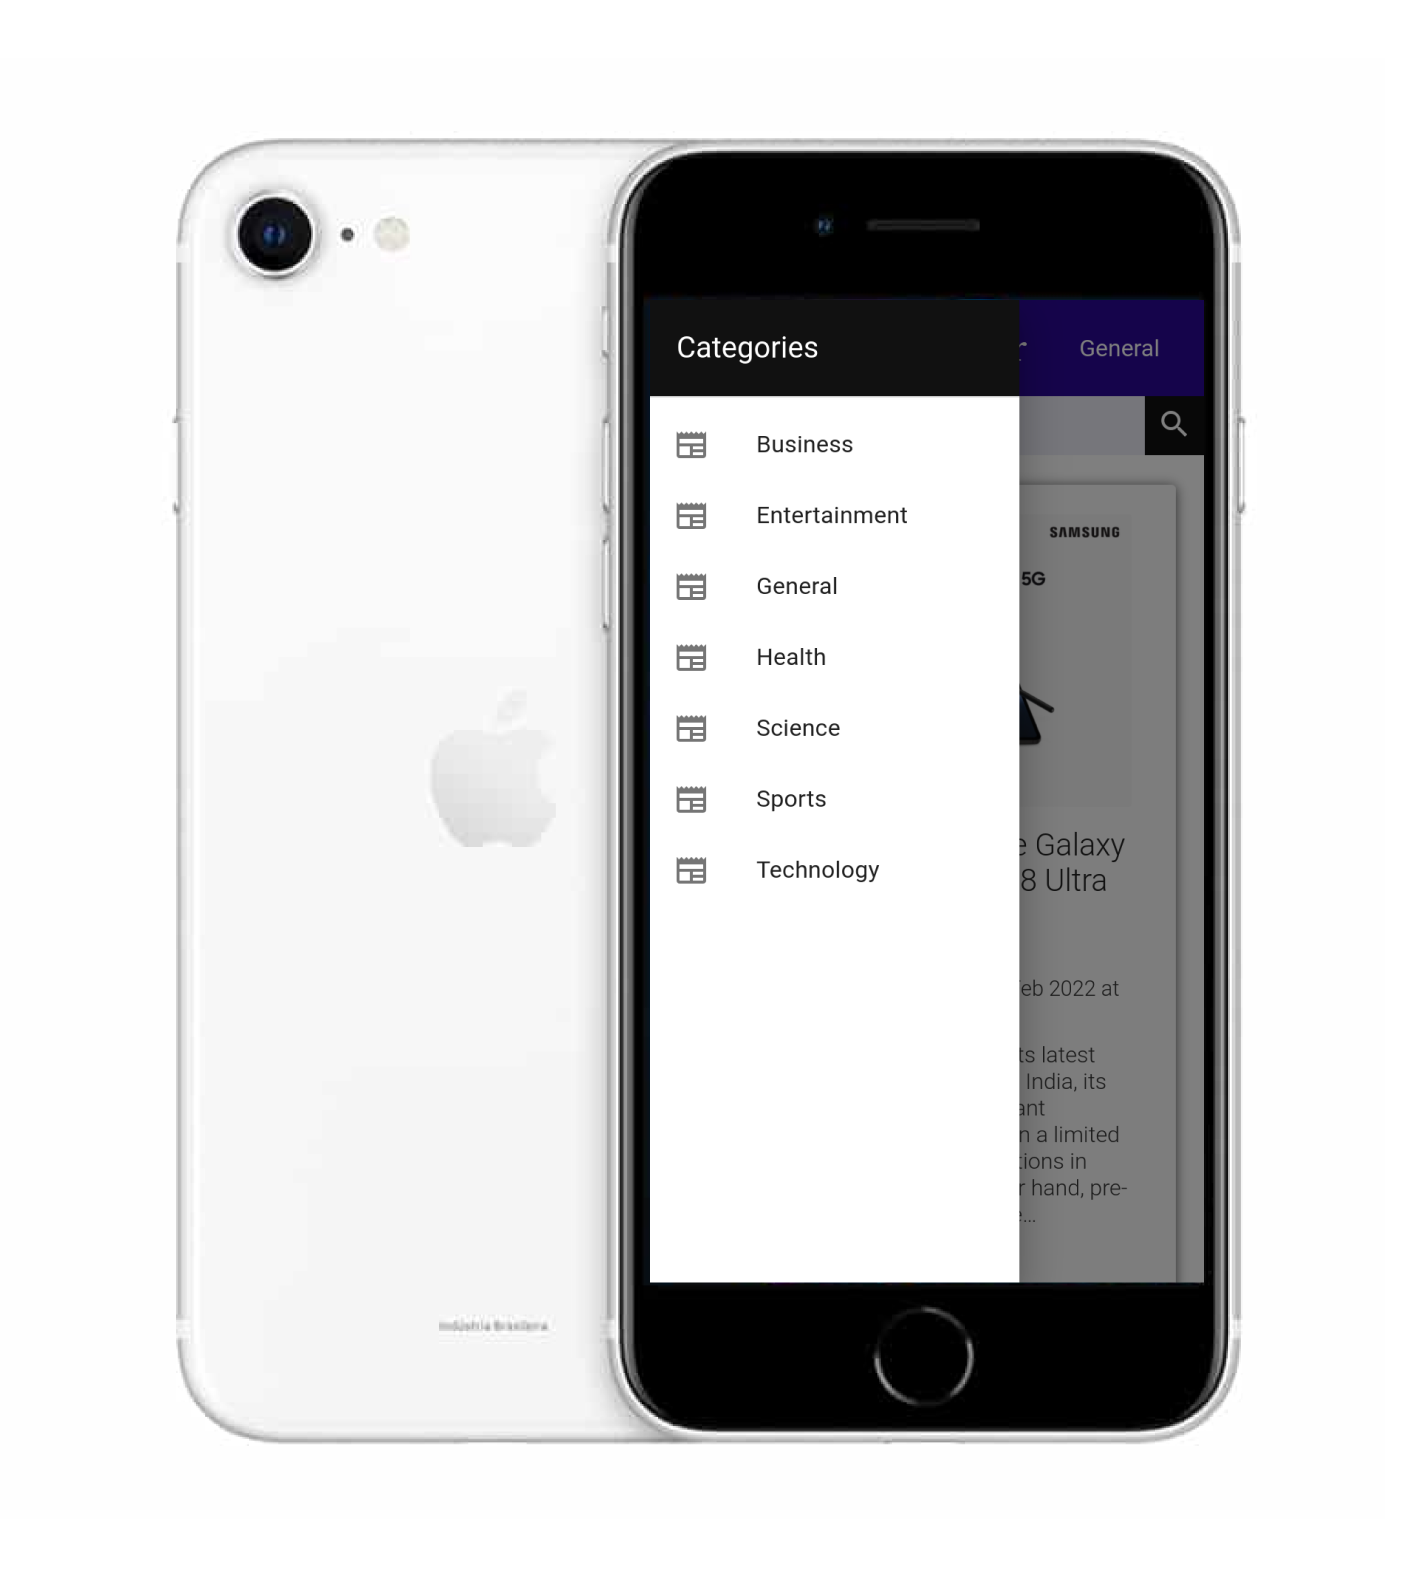 Categories
r
General
Business
Entertainment
General
Health
Science
Sports
Technology
SAMSUNG
5G
e Galaxy
8 Ultra
eb 2022 at
ts latest
India, its
ant
n a limited
tions in
r hand, pre-
e...
Indústria Brasileira